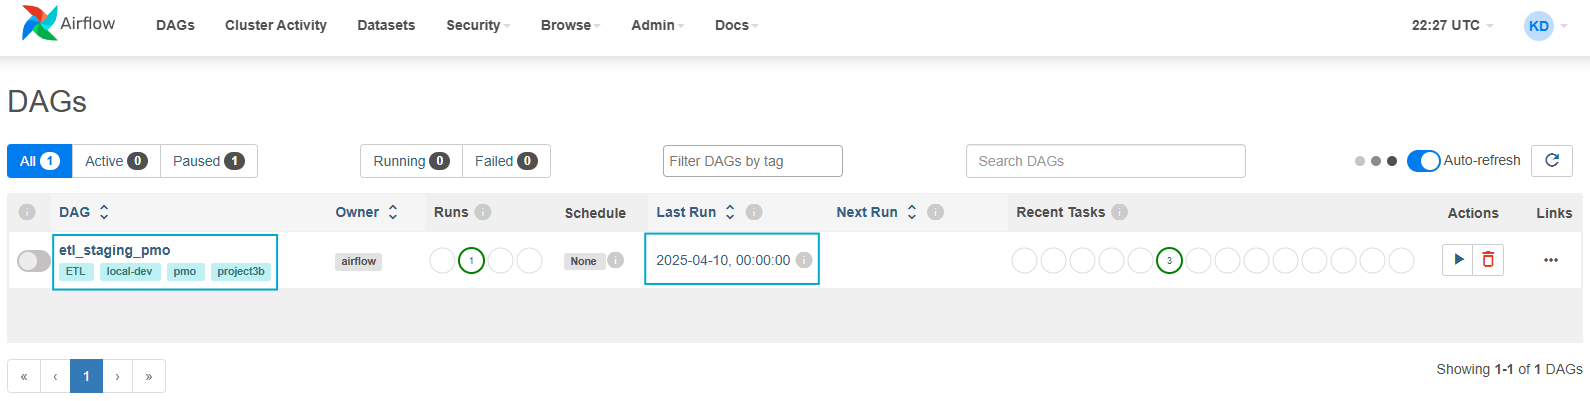 Airflow DAGs Cluster Activity Datasets Security Browse Admin Docs 22:27 UTC KD
DAGs
All 1 Active 0 Paused 1 Running 0 Failed 0 Filter DAGs by tag Search DAGs Auto-refresh
i DAG Owner Runs i Schedule Last Run i Next Run i Recent Tasks i Actions Links
etl_staging_pmo
airflow 1 None i 2025-04-10, 00:00:00 i 3
ETL local-dev pmo project3b
« ‹ 1 › »
Showing 1-1 of 1 DAGs